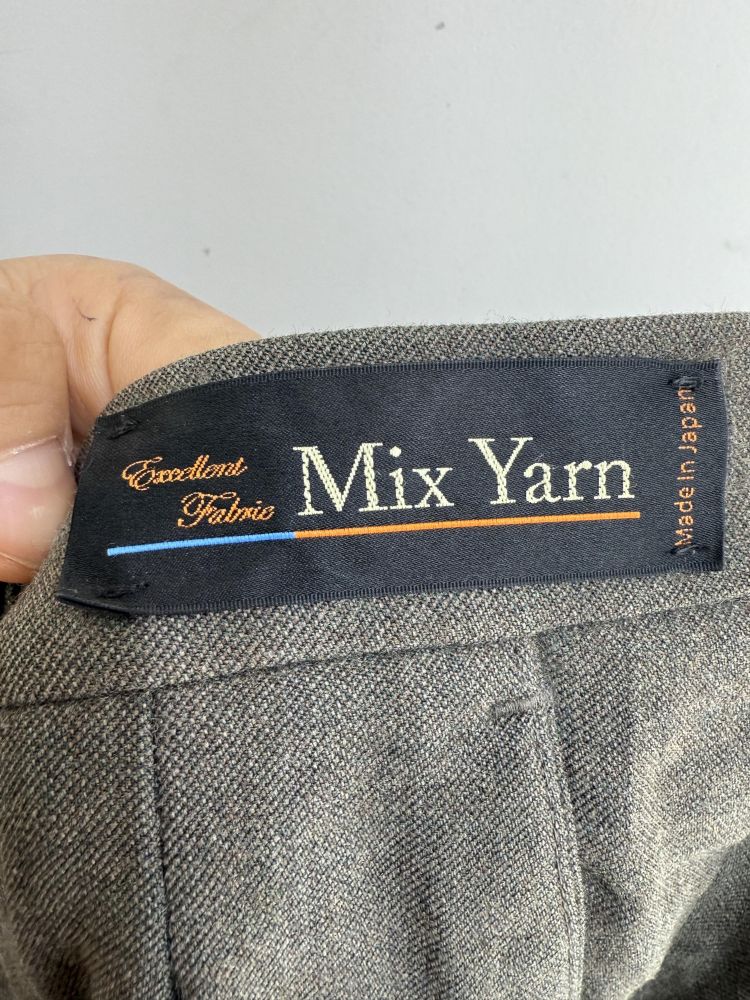 Excellent
Fabric
Mix Yarn
Made In Japan